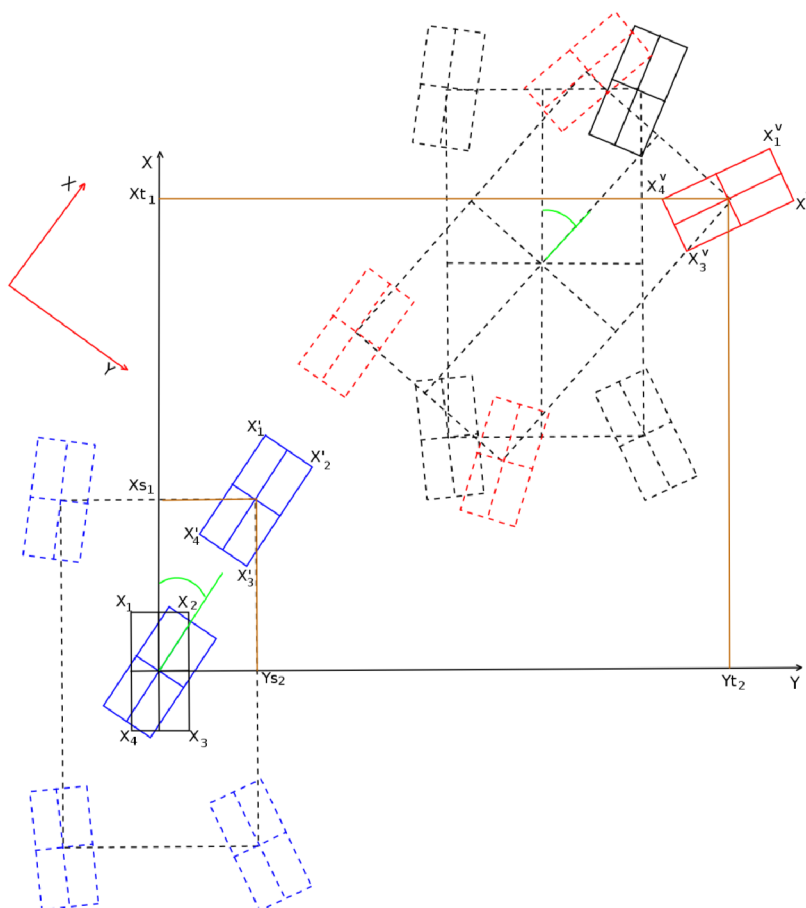 X₁ᵛ
X
X
X₄ᵛ
Xt₁
X
X₃ᵛ
Y
X'₁
X'₂
Xs₁
X'₄
X'₃
X₁
X₂
Ys₂
Yt₂
Y
X₄
X₃